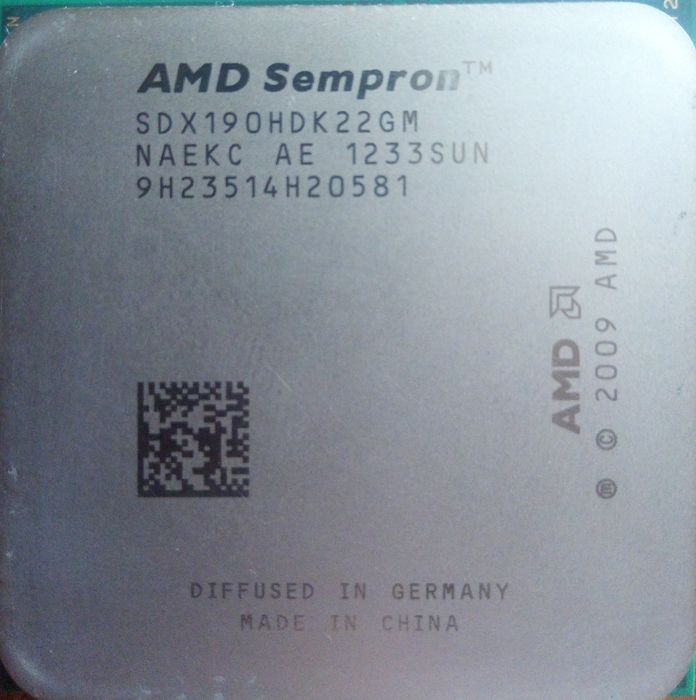 AMD Sempron™
SDX190HDK22GM
NAEKC AE 1233SUN
9H23514H20581
AMD
® © 2009 AMD
DIFFUSED IN GERMANY
MADE IN CHINA